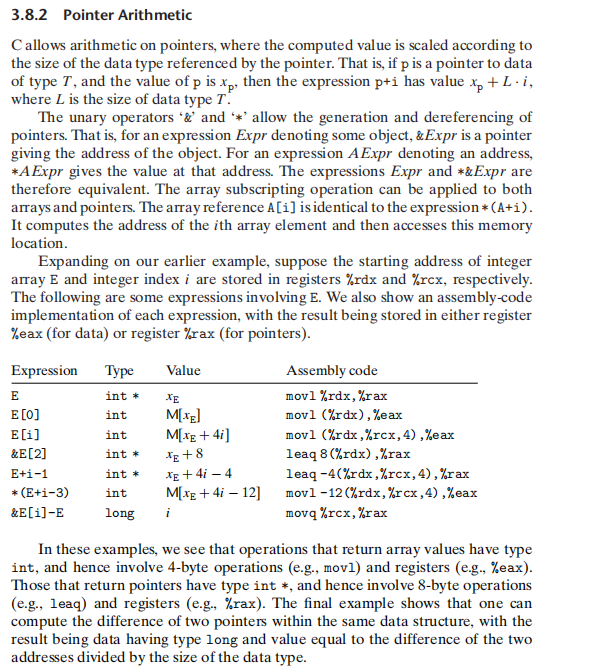 3.8.2 Pointer Arithmetic
C allows arithmetic on pointers, where the computed value is scaled according to
the size of the data type referenced by the pointer. That is, if p is a pointer to data
of type T, and the value of p is xₚ, then the expression p+i has value xₚ + L · i,
where L is the size of data type T.
The unary operators ‘&’ and ‘*’ allow the generation and dereferencing of
pointers. That is, for an expression Expr denoting some object, &Expr is a pointer
giving the address of the object. For an expression AExpr denoting an address,
*AExpr gives the value at that address. The expressions Expr and *&Expr are
therefore equivalent. The array subscripting operation can be applied to both
arrays and pointers. The array reference A[i] is identical to the expression *(A+i).
It computes the address of the ith array element and then accesses this memory
location.
Expanding on our earlier example, suppose the starting address of integer
array E and integer index i are stored in registers %rdx and %rcx, respectively.
The following are some expressions involving E. We also show an assembly-code
implementation of each expression, with the result being stored in either register
%eax (for data) or register %rax (for pointers).
Expression Type Value Assembly code
E int * x_E movl %rdx,%rax
E[0] int M[x_E] movl (%rdx),%eax
E[i] int M[x_E + 4i] movl (%rdx,%rcx,4),%eax
&E[2] int * x_E + 8 leaq 8(%rdx),%rax
E+i-1 int * x_E + 4i − 4 leaq -4(%rdx,%rcx,4),%rax
*(E+i-3) int M[x_E + 4i − 12] movl -12(%rdx,%rcx,4),%eax
&E[i]-E long i movq %rcx,%rax
In these examples, we see that operations that return array values have type
int, and hence involve 4-byte operations (e.g., movl) and registers (e.g., %eax).
Those that return pointers have type int *, and hence involve 8-byte operations
(e.g., leaq) and registers (e.g., %rax). The final example shows that one can
compute the difference of two pointers within the same data structure, with the
result being data having type long and value equal to the difference of the two
addresses divided by the size of the data type.